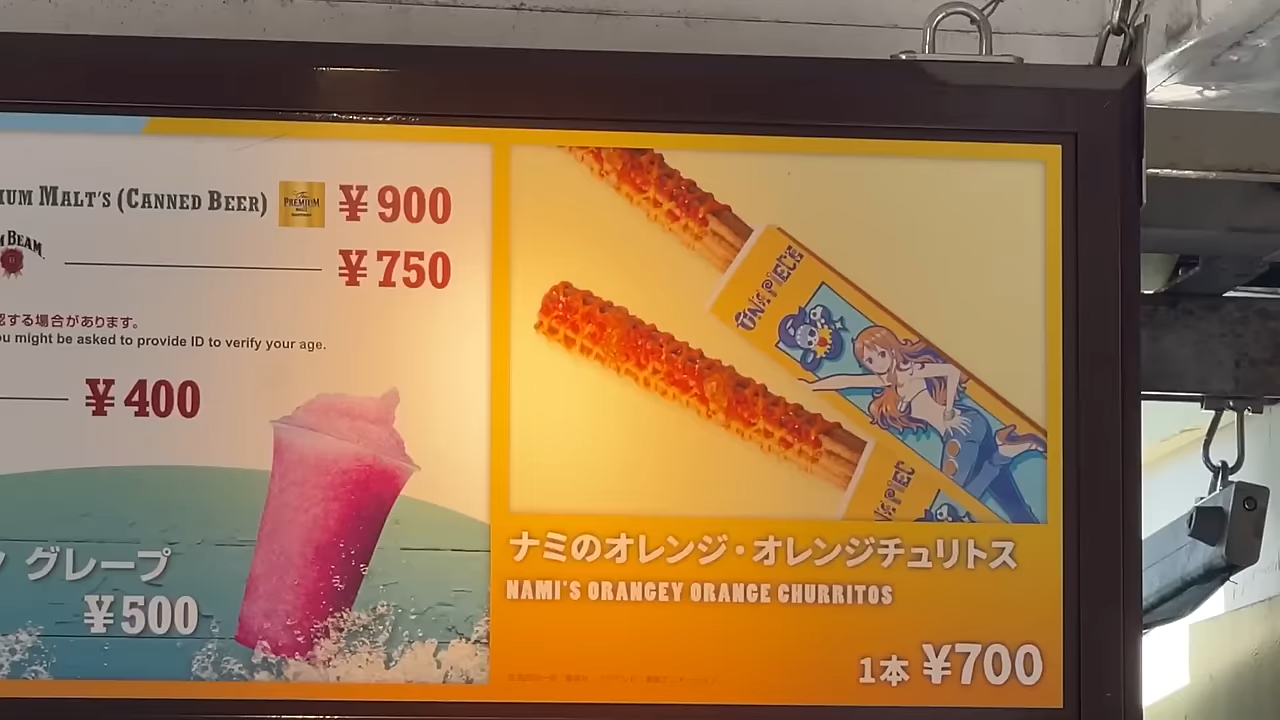 UM MALT'S (CANNED BEER) The PREMIUM MALT'S ¥900
M BEAM ¥750
認する場合があります。
ou might be asked to provide ID to verify your age.
¥400
グレープ
¥500
ONE PIECE
ナミのオレンジ・オレンジチュリトス
NAMI'S ORANGEY ORANGE CHURRITOS
1本 ¥700